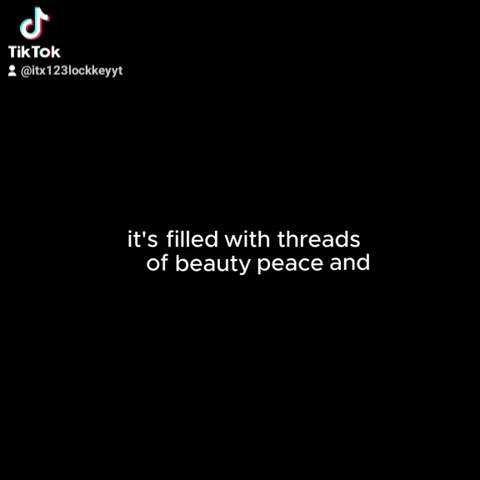 TikTok
@itx123lockkeyyt
it's filled with threads
of beauty peace and